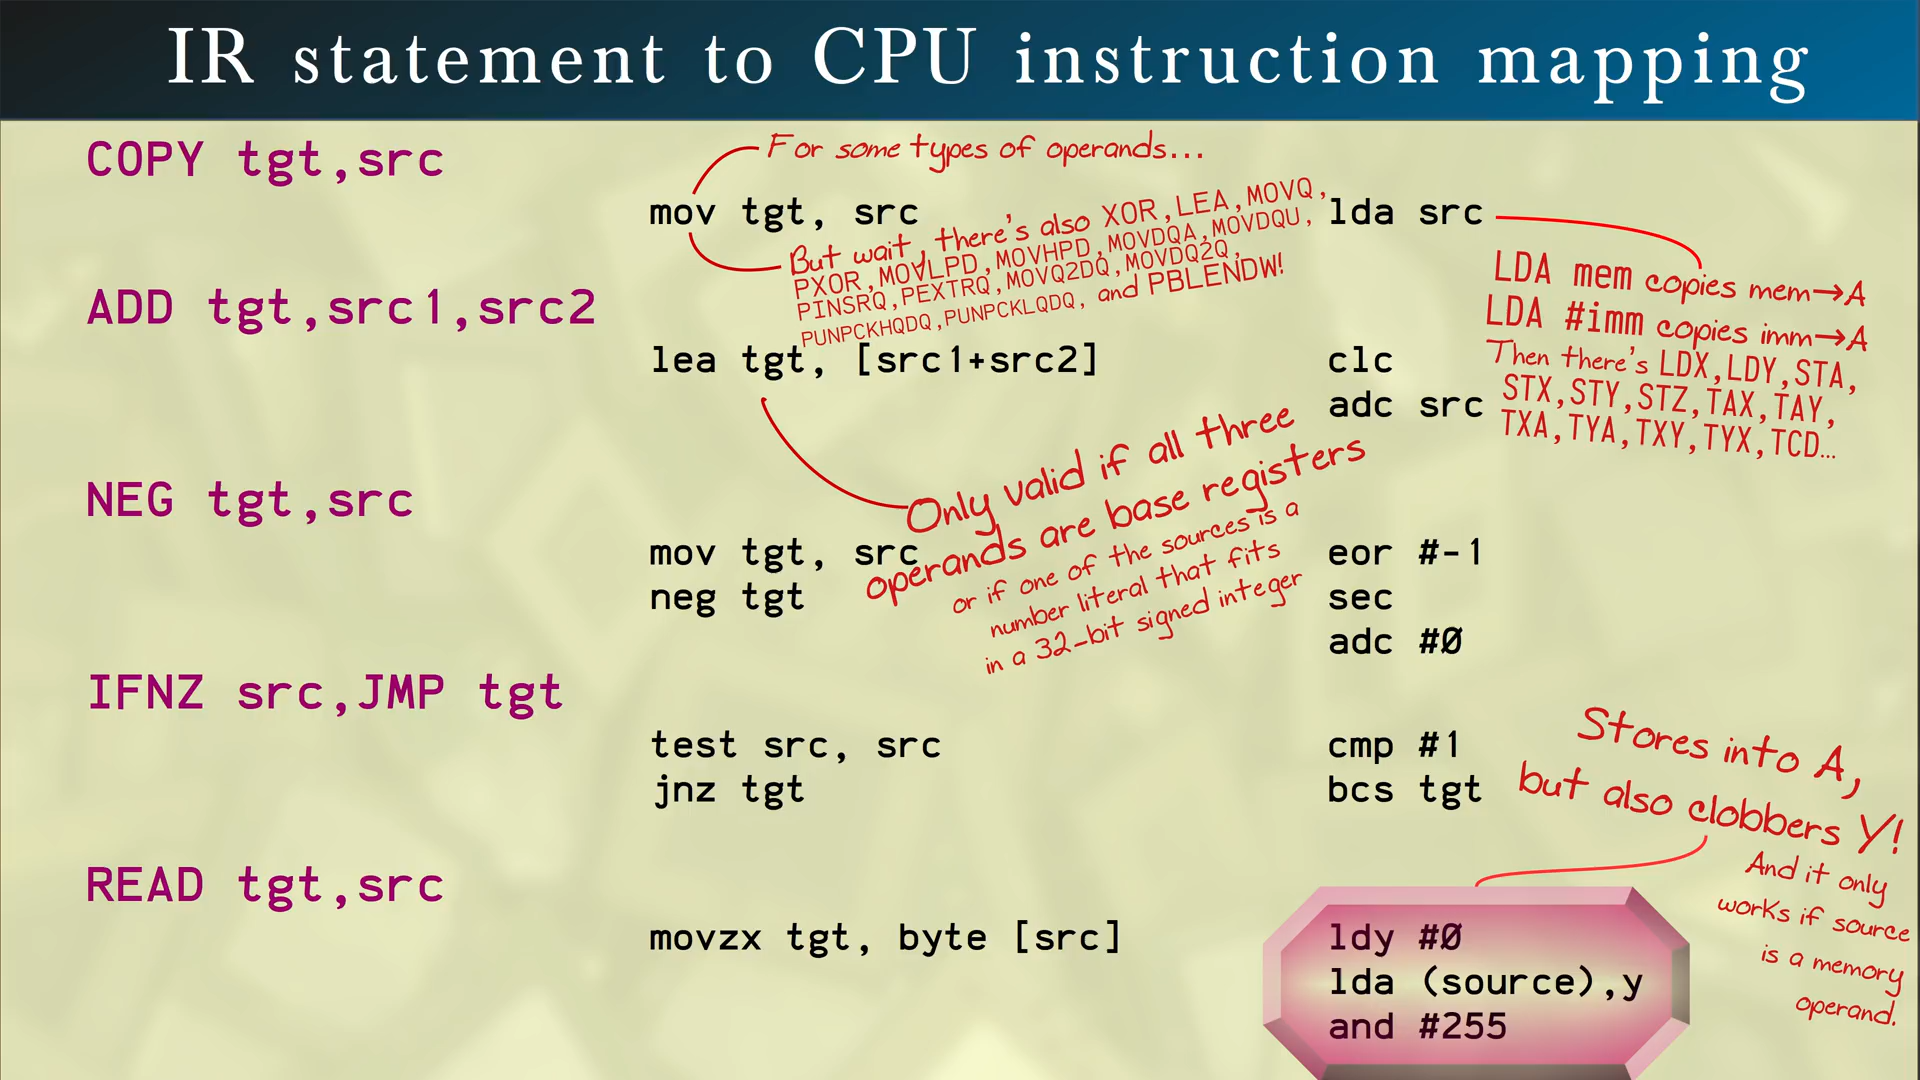 IR statement to CPU instruction mapping
COPY tgt,src
For some types of operands...
mov tgt, src
But wait, there's also XOR,LEA,MOVQ,
PXOR,MOVLPD,MOVHPD,MOVDQA,MOVDQU,
PINSRQ,PEXTRQ,MOVQ2DQ,MOVDQ2Q,
PUNPCKHQDQ,PUNPCKLQDQ, and PBLENDW!
lda src
LDA mem copies mem→A
LDA #imm copies imm→A
Then there's LDX,LDY,STA,
STX,STY,STZ,TAX,TAY,
TXA,TYA,TXY,TYX,TCD...
ADD tgt,src1,src2
lea tgt, [src1+src2]
Only valid if all three
operands are base registers
or if one of the sources is a
number literal that fits
in a 32-bit signed integer
clc
adc src
NEG tgt,src
mov tgt, src
neg tgt
eor #-1
sec
adc #0
IFNZ src,JMP tgt
test src, src
jnz tgt
cmp #1
bcs tgt
READ tgt,src
movzx tgt, byte [src]
Stores into A,
but also clobbers Y!
And it only
works if source
is a memory
operand.
ldy #0
lda (source),y
and #255